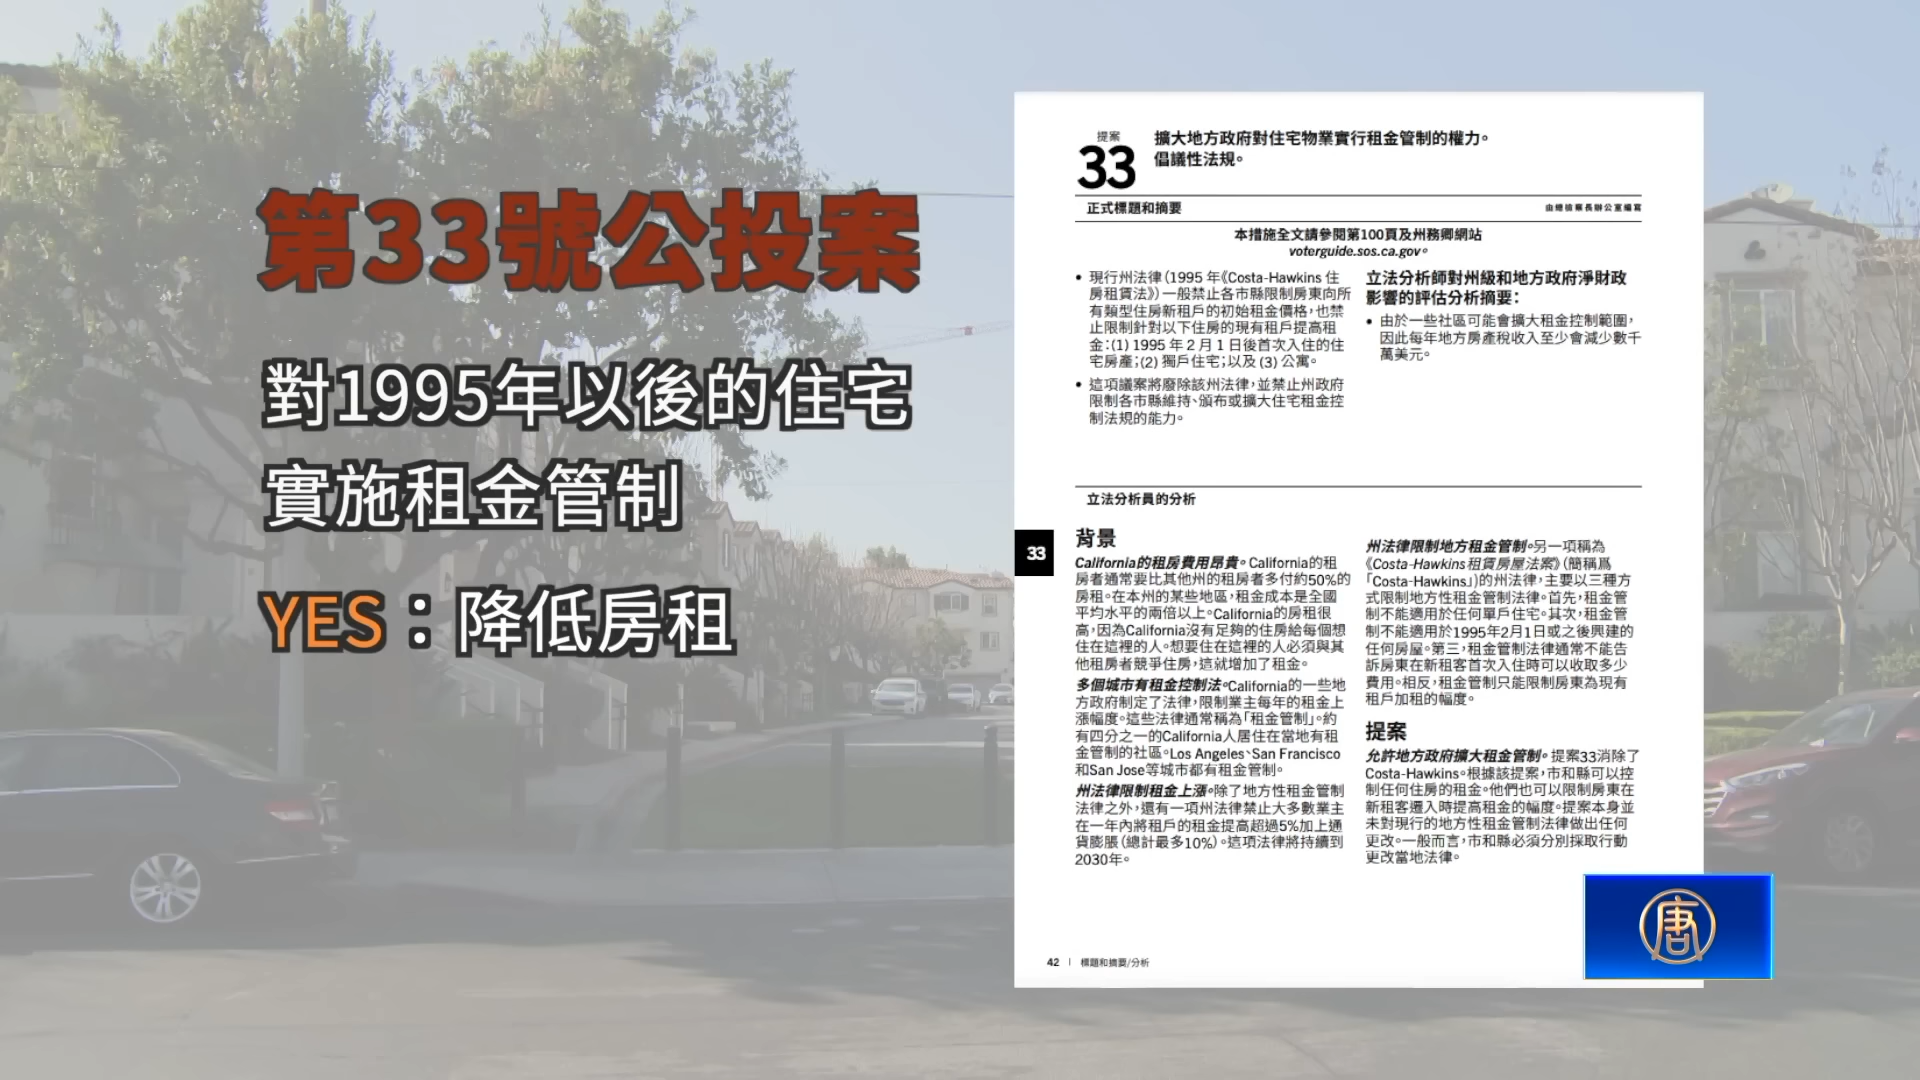 第33號公投案
對1995年以後的住宅
實施租金管制
YES：降低房租
提案
33
擴大地方政府對住宅物業實行租金管制的權力。
倡議性法規。
正式標題和摘要
由總檢察長辦公室編寫
本措施全文請參閱第100頁及州務卿網站
voterguide.sos.ca.gov。
• 現行州法律（1995 年《Costa-Hawkins 住
房租賃法》）一般禁止各市縣限制房東向所
有類型住房新租戶的初始租金價格，也禁
止限制針對以下住房的現有租戶提高租
金：(1) 1995 年 2 月 1 日後首次入住的住
宅房產；(2) 獨戶住宅；以及 (3) 公寓。
• 這項議案將廢除該州法律，並禁止州政府
限制各市縣維持、頒布或擴大住宅租金控
制法規的能力。
立法分析師對州級和地方政府淨財政
影響的評估分析摘要：
• 由於一些社區可能會擴大租金控制範圍，
因此每年地方房產稅收入至少會減少數千
萬美元。
立法分析員的分析
33
背景
California的租房費用昂貴。California的租
房者通常要比其他州的租房者多付約50%的
房租。在本州的某些地區，租金成本是全國
平均水平的兩倍以上。California的房租很
高，因為California沒有足夠的住房給每個想
住在這裡的人。想要住在這裡的人必須與其
他租房者競爭住房，這就增加了租金。
多個城市有租金控制法。California的一些地
方政府制定了法律，限制業主每年的租金上
漲幅度。這些法律通常稱為「租金管制」。約
有四分之一的California人居住在當地有租
金管制的社區。Los Angeles、San Francisco
和San Jose等城市都有租金管制。
州法律限制租金上漲。除了地方性租金管制
法律之外，還有一項州法律禁止大多數業主
在一年內將租戶的租金提高超過5%加上通
貨膨脹（總計最多10%）。這項法律將持續到
2030年。
州法律限制地方租金管制。另一項稱為
《Costa-Hawkins租賃房屋法案》（簡稱爲
「Costa-Hawkins」)的州法律，主要以三種方
式限制地方性租金管制法律。首先，租金管
制不能適用於任何單戶住宅。其次，租金管
制不能適用於1995年2月1日或之後興建的
任何房屋。第三，租金管制法律通常不能告
訴房東在新租客首次入住時可以收取多少
費用。相反，租金管制只能限制房東為現有
租戶加租的幅度。
提案
允許地方政府擴大租金管制。提案33消除了
Costa-Hawkins。根據該提案，市和縣可以控
制任何住房的租金。他們也可以限制房東在
新租客遷入時提高租金的幅度。提案本身並
未對現行的地方性租金管制法律做出任何
更改。一般而言，市和縣必須分別採取行動
更改當地法律。
42 | 標題和摘要/分析
唐